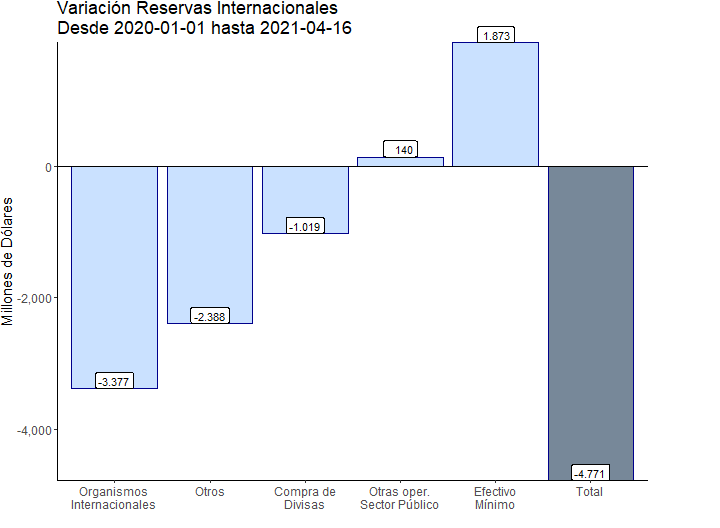 Variación Reservas Internacionales
Desde 2020-01-01 hasta 2021-04-16
Millones de Dólares
0
-2,000
-4,000
-3.377
-2.388
-1.019
140
1.873
-4.771
Organismos
Internacionales
Otros
Compra de
Divisas
Otras oper.
Sector Público
Efectivo
Mínimo
Total